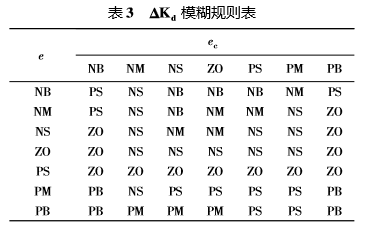 表3 ΔKd 模糊规则表
e ec
NB NM NS ZO PS PM PB
NB PS NS NB NB NB NM PS
NM PS NS NB NM NM NS ZO
NS ZO NS NM NM NS NS ZO
ZO ZO NS NS NS NS NS ZO
PS ZO ZO ZO ZO ZO ZO ZO
PM PB NS PS PS PS PS PB
PB PB PM PM PM PS PS PB